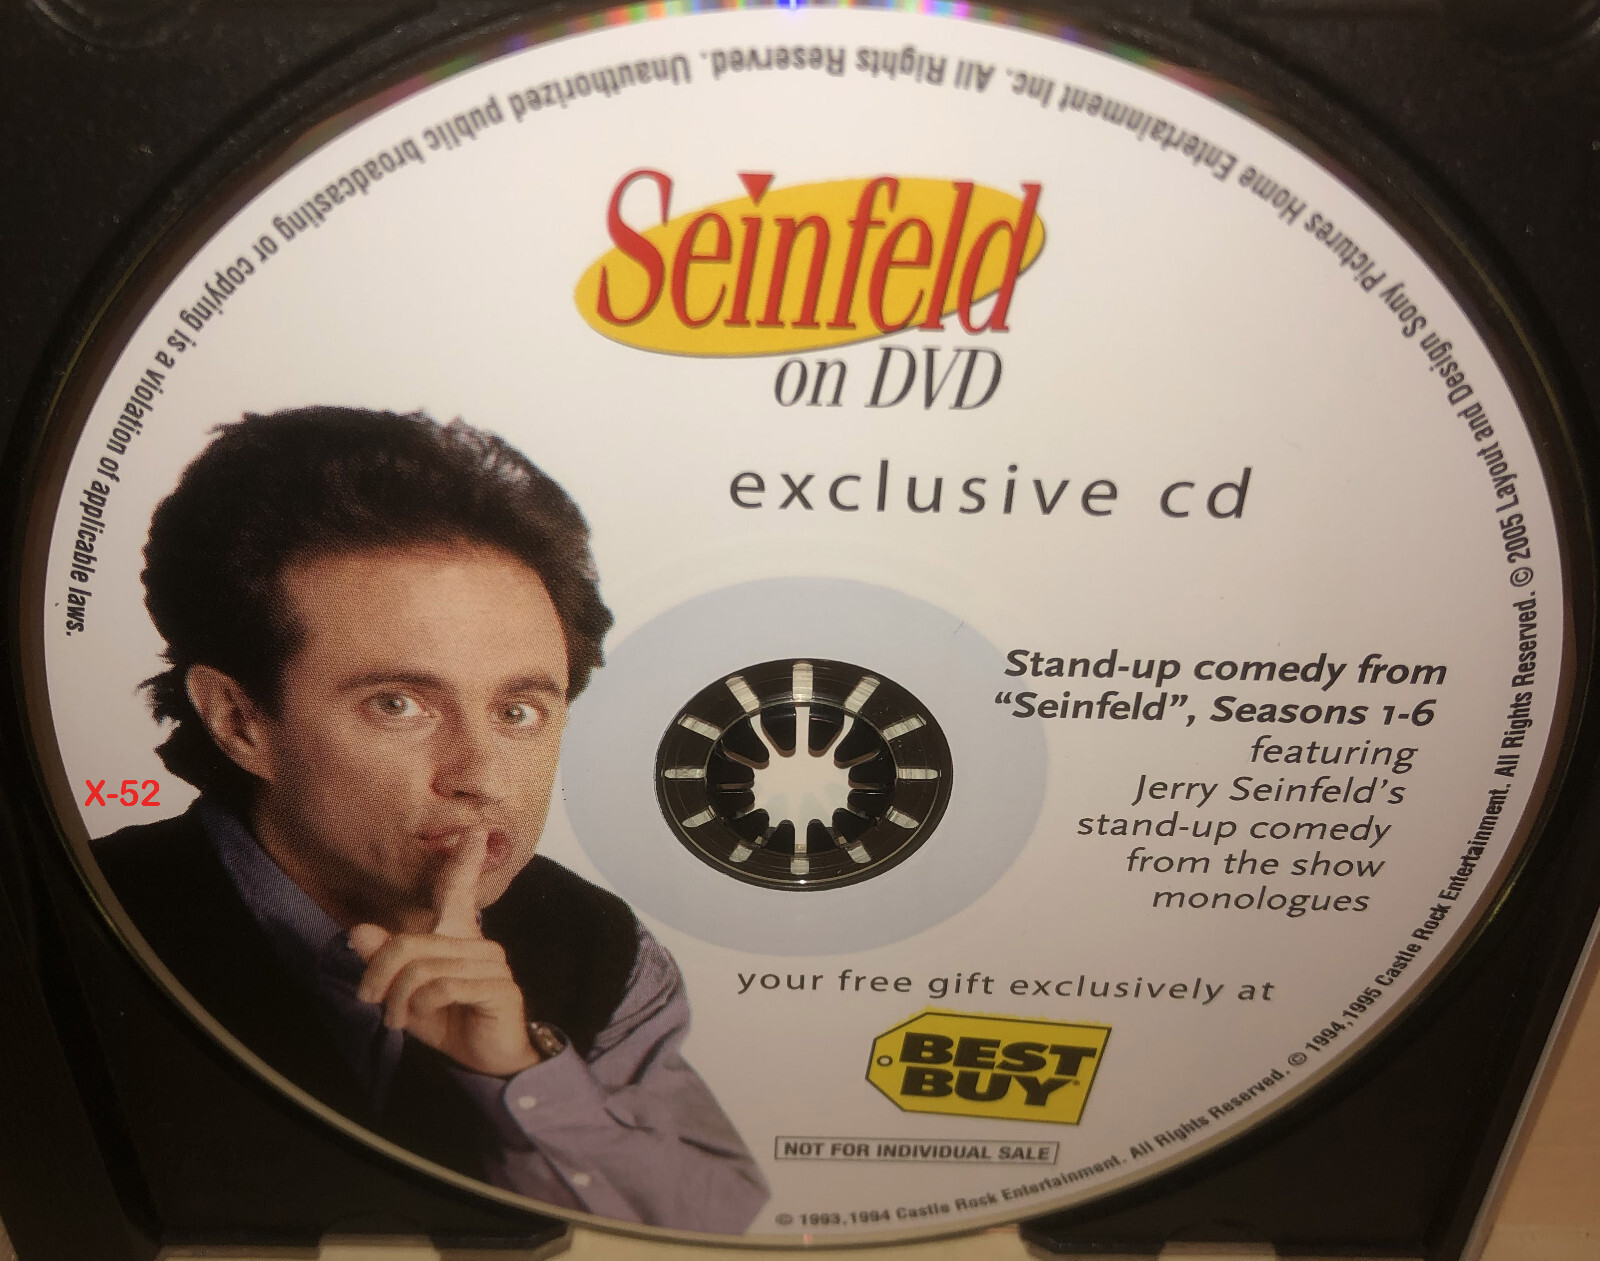 Seinfeld
on DVD
exclusive cd
Stand-up comedy from
“Seinfeld”, Seasons 1-6
featuring
Jerry Seinfeld's
stand-up comedy
from the show
monologues
your free gift exclusively at
BEST
BUY
NOT FOR INDIVIDUAL SALE
X-52
© 1993,1994 Castle Rock Entertainment. All Rights Reserved. © 1994,1995 Castle Rock Entertainment. All Rights Reserved. © 2005 Layout and Design Sony Pictures Home Entertainment Inc. All Rights Reserved. Unauthorized public broadcasting or copying is a violation of applicable laws.